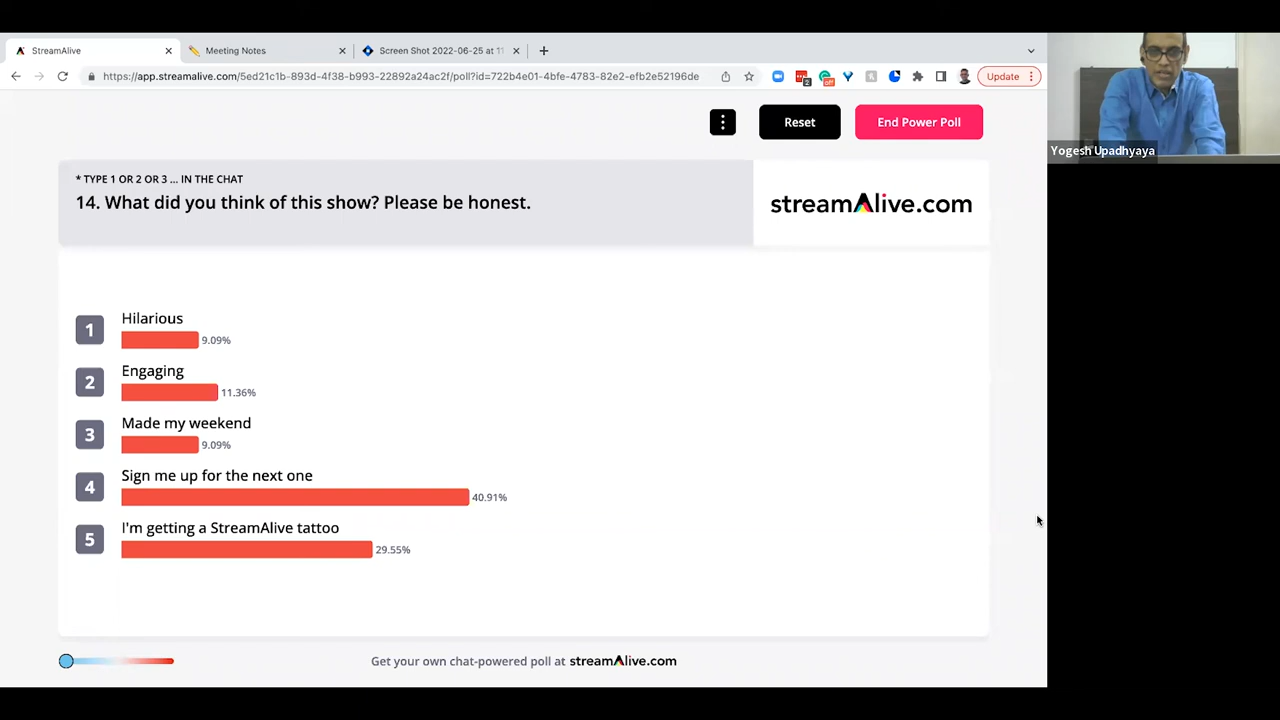 StreamAlive
Meeting Notes
Screen Shot 2022-06-25 at 11
https://app.streamalive.com/5ed21c1b-893d-4f38-b993-22892a24ac2f/poll?id=722b4e01-4bfe-4783-82e2-efb2e52196de
2
off
Update
Reset
End Power Poll
Yogesh Upadhyaya
* TYPE 1 OR 2 OR 3 ... IN THE CHAT
14. What did you think of this show? Please be honest.
streamAlive.com
1
Hilarious
9.09%
2
Engaging
11.36%
3
Made my weekend
9.09%
4
Sign me up for the next one
40.91%
5
I'm getting a StreamAlive tattoo
29.55%
Get your own chat-powered poll at streamAlive.com